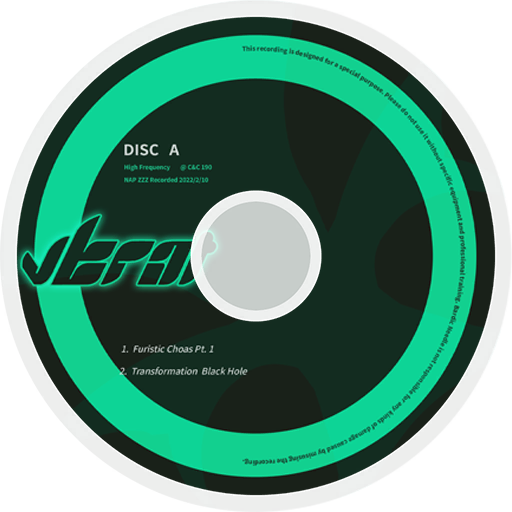 This recording is designed for a special purpose. Please do not use it without specific equipment and professional training. Bardic Needle is not responsible for any kinds of damage caused by misusing the recording.
DISC A
High Frequency @ C&C 190
NAP ZZZ Recorded 2022/2/10
1. Furistic Choas Pt. 1
2. Transformation Black Hole